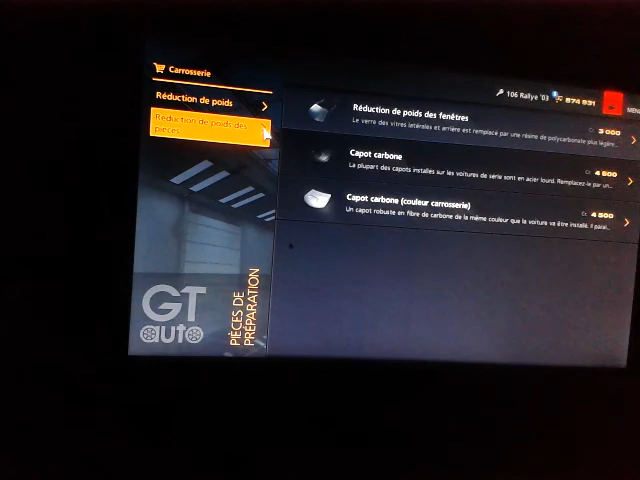 Carrosserie
106 Rallye '03
Cr. 874 931
MENU
Réduction de poids
Réduction de poids des
pièces
Réduction de poids des fenêtres
Le verre des vitres latérales et arrière est remplacé par une résine de polycarbonate plus légère...
Cr. 3 000
Capot carbone
La plupart des capots installés sur les voitures de série sont en acier lourd. Remplacez-le par un...
Cr. 4 500
Capot carbone (couleur carrosserie)
Un capot robuste en fibre de carbone de la même couleur que la voiture va être installé. Il parai...
Cr. 4 500
GT
auto
PIÈCES DE
PRÉPARATION